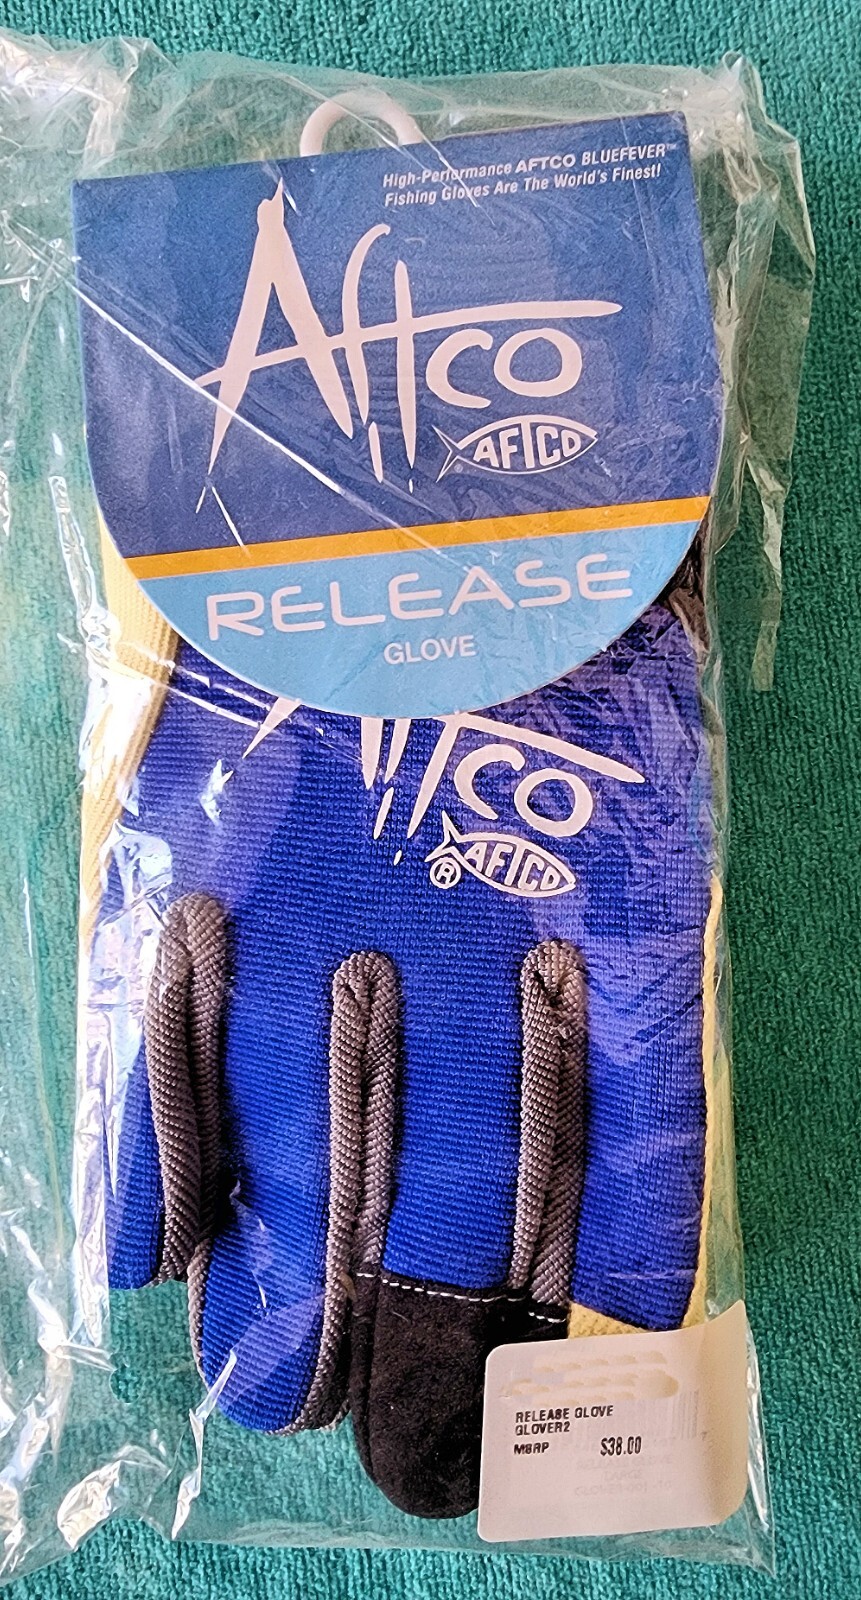 High-Performance AFTCO BLUEFEVER™
Fishing Gloves Are The World's Finest!
Aftco
AFTCO
®
RELEASE
GLOVE
Aftco
® AFTCO
RELEASE GLOVE
GLOVER2
MSRP $38.00
7